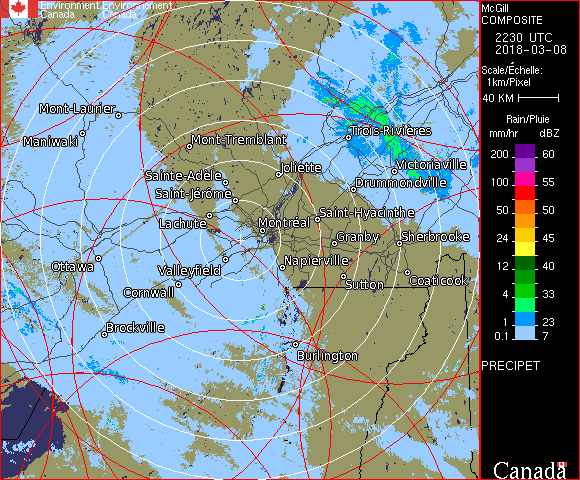 Environment Environnement
Canada Canada
McGill
COMPOSITE
2230 UTC
2018-03-08
Scale/Échelle:
1km/Pixel
40 KM
Rain/Pluie
mm/hr dBZ
200 60
100 55
50 50
24 45
12 40
4 33
1 23
0.1 7
PRECIPET
Mont-Laurier
Maniwaki
Mont-Tremblant
Trois-Rivières
Sainte-Adèle
Joliette
Victoriaville
Saint-Jérôme
Drummondville
Lachute
Saint-Hyacinthe
Montréal
Granby
Sherbrooke
Ottawa
Valleyfield
Napierville
Cornwall
Sutton
Coaticook
Brockville
Burlington
Canada